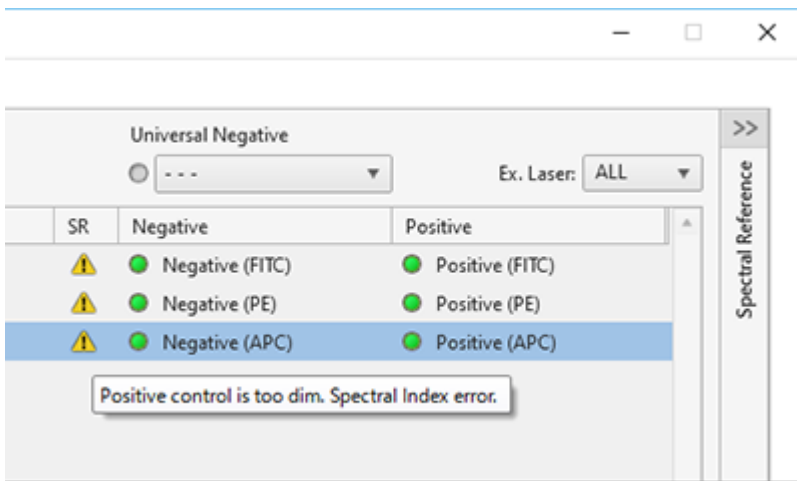 >>
Universal Negative
- - -
Ex. Laser: ALL
Spectral Reference
SR Negative Positive
Negative (FITC) Positive (FITC)
Negative (PE) Positive (PE)
Negative (APC) Positive (APC)
Positive control is too dim. Spectral Index error.